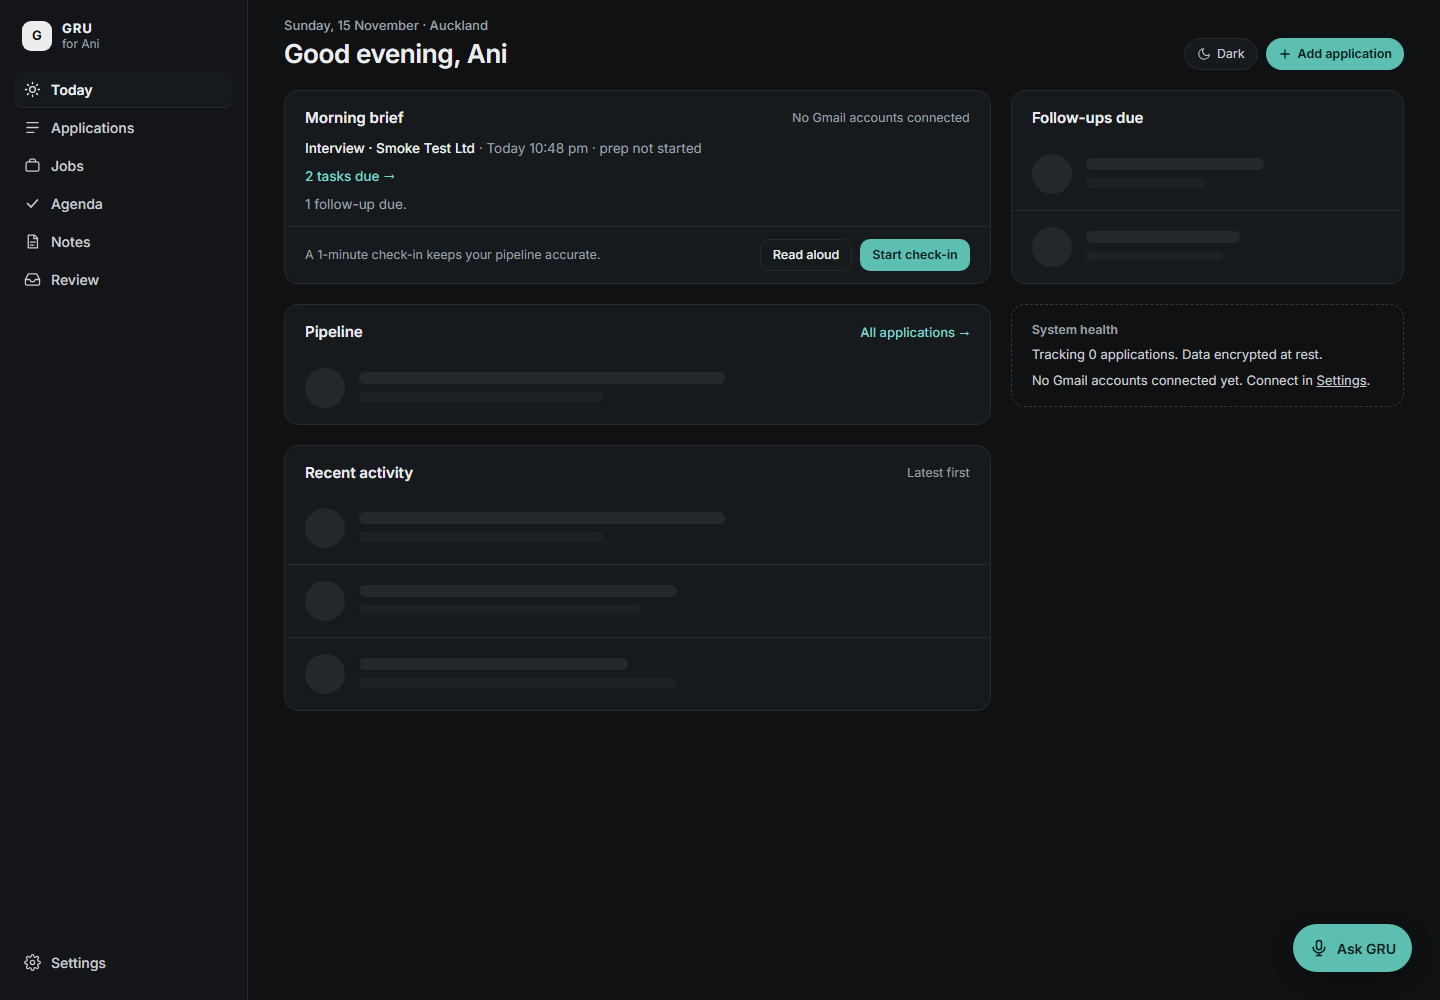 G
GRU
for Ani
Today
Applications
Jobs
Agenda
Notes
Review
Settings
Sunday, 15 November · Auckland
Good evening, Ani
Dark
+ Add application
Morning brief
No Gmail accounts connected
Interview · Smoke Test Ltd · Today 10:48 pm · prep not started
2 tasks due →
1 follow-up due.
A 1-minute check-in keeps your pipeline accurate.
Read aloud
Start check-in
Follow-ups due
Pipeline
All applications →
System health
Tracking 0 applications. Data encrypted at rest.
No Gmail accounts connected yet. Connect in Settings.
Recent activity
Latest first
Ask GRU